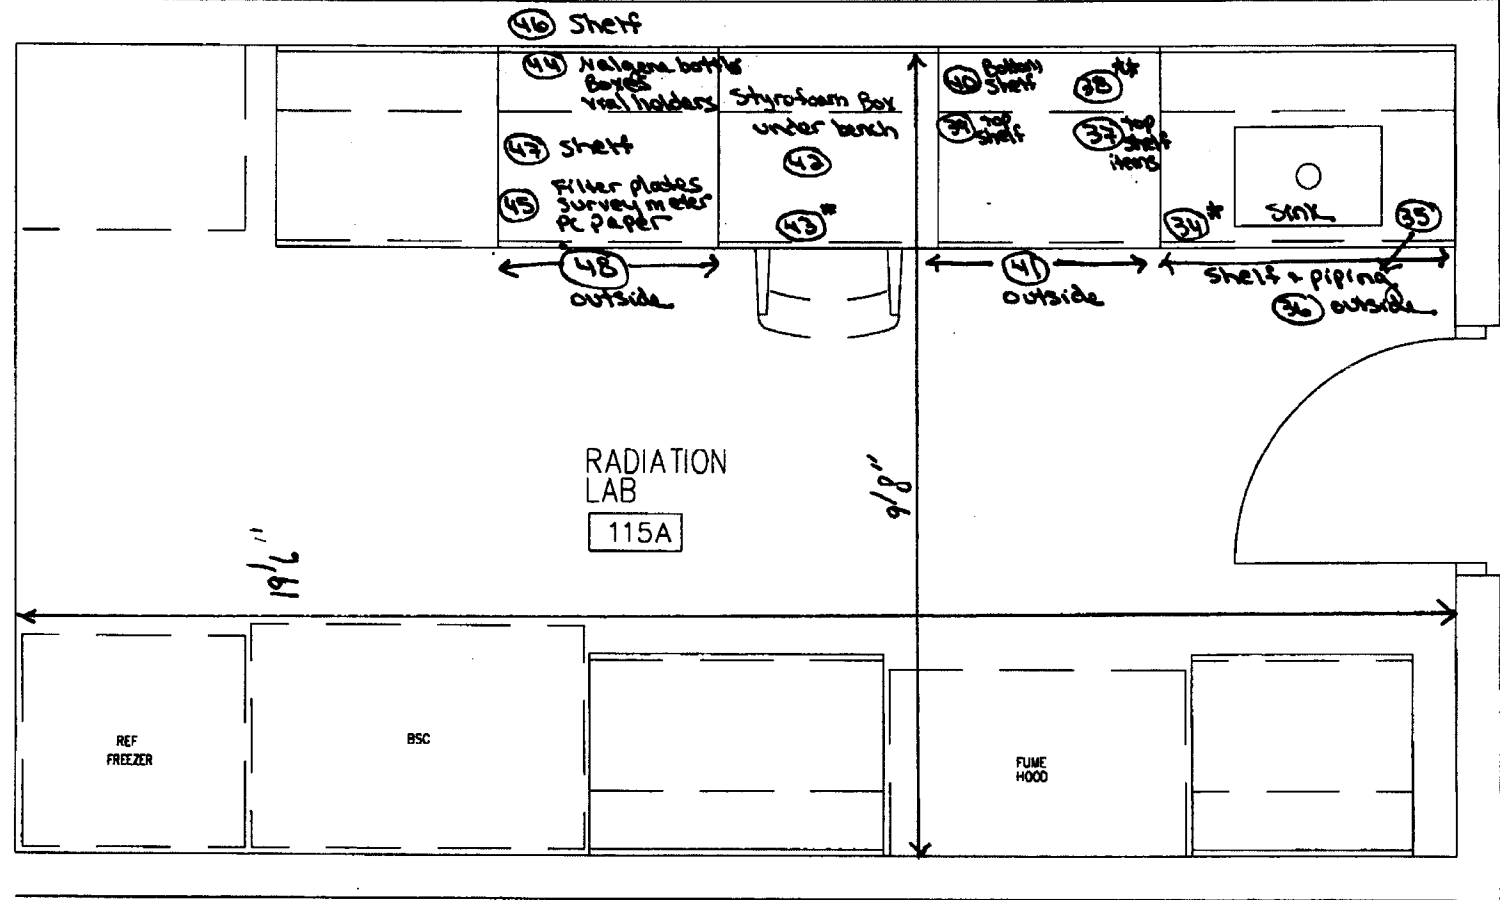 46 Shelf
44 Nalgene bottle
Boxes
vial holders
47 Shelf
45 Filter plates
survey meter
PC paper
48
outside
Styrofoam Box
under bench
42
43*
40 Bottom
shelf
38**
39 top
shelf
37 top
shelf
items
41
outside
34*
sink
35
Shelf + piping
36 outside
RADIATION
LAB
115A
9'8"
19'6"
REF
FREEZER
BSC
FUME
HOOD